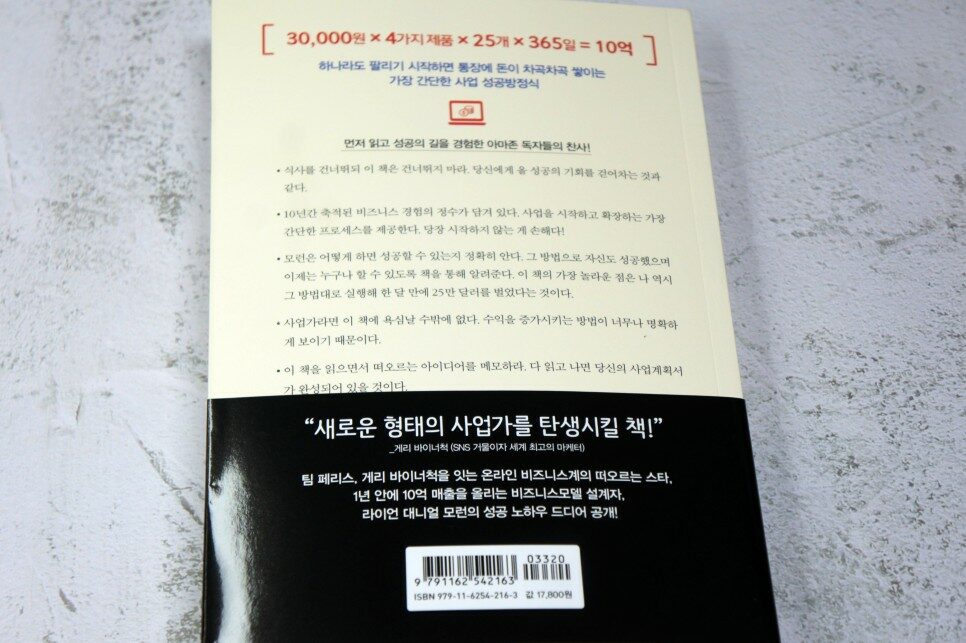 [ 30,000원 × 4가지 제품 × 25개 × 365일 = 10억 ]
하나라도 팔리기 시작하면 통장에 돈이 차곡차곡 쌓이는
가장 간단한 사업 성공방정식
먼저 읽고 성공의 길을 경험한 아마존 독자들의 찬사!
• 식사를 건너뛰되 이 책은 건너뛰지 마라. 당신에게 올 성공의 기회를 걷어차는 것과
같다.
• 10년간 축적된 비즈니스 경험의 정수가 담겨 있다. 사업을 시작하고 확장하는 가장
간단한 프로세스를 제공한다. 당장 시작하지 않는 게 손해다!
• 모런은 어떻게 하면 성공할 수 있는지 정확히 안다. 그 방법으로 자신도 성공했으며
이제는 누구나 할 수 있도록 책을 통해 알려준다. 이 책의 가장 놀라운 점은 나 역시
그 방법대로 실행해 한 달 만에 25만 달러를 벌었다는 것이다.
• 사업가라면 이 책에 욕심날 수밖에 없다. 수익을 증가시키는 방법이 너무나 명확하
게 보이기 때문이다.
• 이 책을 읽으면서 떠오르는 아이디어를 메모하라. 다 읽고 나면 당신의 사업계획서
가 완성되어 있을 것이다.
“새로운 형태의 사업가를 탄생시킬 책!”
_게리 바이너척 (SNS 거물이자 세계 최고의 마케터)
팀 페리스, 게리 바이너척을 잇는 온라인 비즈니스계의 떠오르는 스타,
1년 안에 10억 매출을 올리는 비즈니스모델 설계자,
라이언 대니얼 모런의 성공 노하우 드디어 공개!
03320
9 791162 542163
ISBN 979-11-6254-216-3 값 17,800원